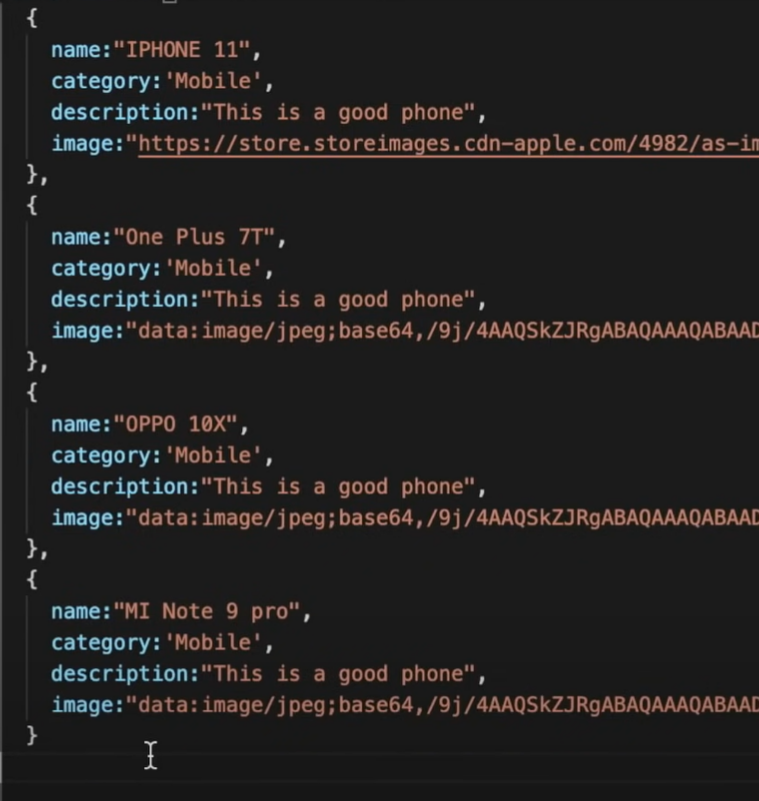 {
name:"IPHONE 11",
category:'Mobile',
description:"This is a good phone",
image:"https://store.storeimages.cdn-apple.com/4982/as-im
},
{
name:"One Plus 7T",
category:'Mobile',
description:"This is a good phone",
image:"data:image/jpeg;base64,/9j/4AAQSkZJRgABAQAAAQABAAD
},
{
name:"OPPO 10X",
category:'Mobile',
description:"This is a good phone",
image:"data:image/jpeg;base64,/9j/4AAQSkZJRgABAQAAAQABAAD
},
{
name:"MI Note 9 pro",
category:'Mobile',
description:"This is a good phone",
image:"data:image/jpeg;base64,/9j/4AAQSkZJRgABAQAAAQABAAD
}